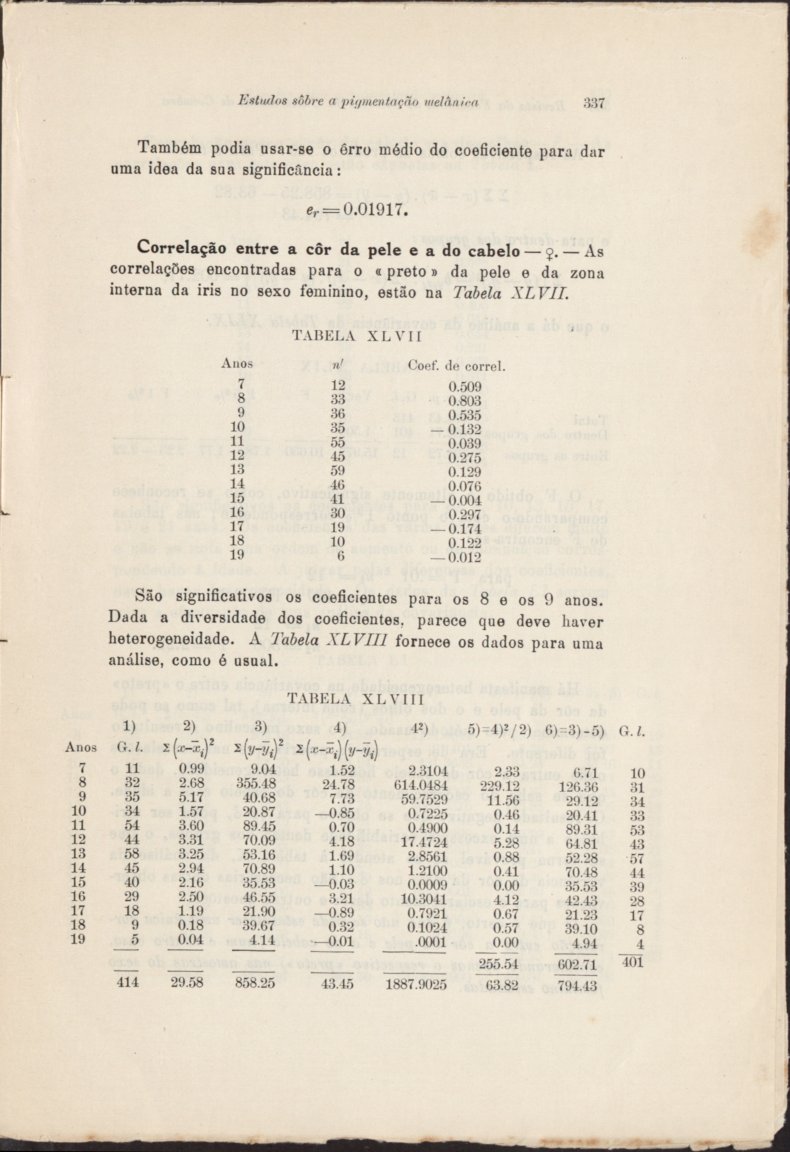 Estudos sôbre a pigmentação melânica 337
Também podia usar-se o êrro médio do coeficiente para dar
uma idea da sua significância :
e_r = 0.01917.
Correlação entre a côr da pele e a do cabelo — ♀. — As
correlações encontradas para o « preto » da pele e da zona
interna da iris no sexo feminino, estão na Tabela XLVII.
TABELA XLVII
Anos n' Coef. de correl.
7 12 0.509
8 33 0.803
9 36 0.535
10 35 — 0.132
11 55 0.039
12 45 0.275
13 59 0.129
14 46 0.076
15 41 — 0.004
16 30 0.297
17 19 — 0.174
18 10 0.122
19 6 — 0.012
São significativos os coeficientes para os 8 e os 9 anos.
Dada a diversidade dos coeficientes, parece que deve haver
heterogeneidade. A Tabela XLVIII fornece os dados para uma
análise, como é usual.
TABELA XLVIII
1) 2) 3) 4) 4²) 5)=4)²/2) 6)=3)-5) G. l.
Anos G. l. Σ(x–x̄ᵢ)² Σ(y–ȳᵢ)² Σ(x–x̄ᵢ)(y–ȳᵢ)
7 11 0.99 9.04 1.52 2.3104 2.33 6.71 10
8 32 2.68 355.48 24.78 614.0484 229.12 126.36 31
9 35 5.17 40.68 7.73 59.7529 11.56 29.12 34
10 34 1.57 20.87 —0.85 0.7225 0.46 20.41 33
11 54 3.60 89.45 0.70 0.4900 0.14 89.31 53
12 44 3.31 70.09 4.18 17.4724 5.28 64.81 43
13 58 3.25 53.16 1.69 2.8561 0.88 52.28 57
14 45 2.94 70.89 1.10 1.2100 0.41 70.48 44
15 40 2.16 35.53 —0.03 0.0009 0.00 35.53 39
16 29 2.50 46.55 3.21 10.3041 4.12 42.43 28
17 18 1.19 21.90 —0.89 0.7921 0.67 21.23 17
18 9 0.18 39.67 0.32 0.1024 0.57 39.10 8
19 5 0.04 4.14 —0.01 .0001 0.00 4.94 4
255.54 602.71 401
414 29.58 858.25 43.45 1887.9025 63.82 794.43